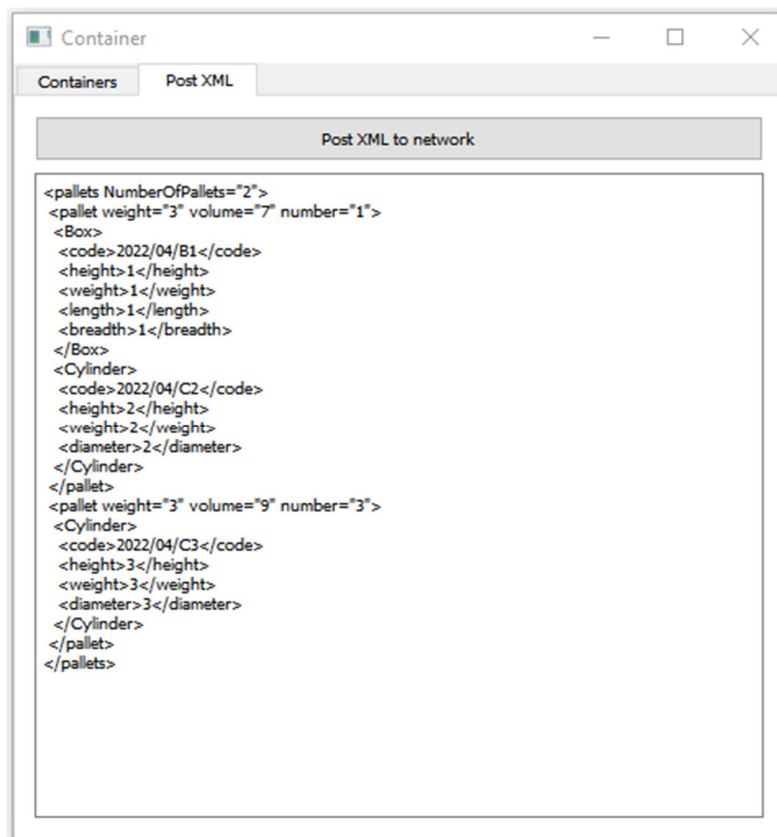 Container
Containers Post XML
Post XML to network
<pallets NumberOfPallets="2">
<pallet weight="3" volume="7" number="1">
<Box>
<code>2022/04/B1</code>
<height>1</height>
<weight>1</weight>
<length>1</length>
<breadth>1</breadth>
</Box>
<Cylinder>
<code>2022/04/C2</code>
<height>2</height>
<weight>2</weight>
<diameter>2</diameter>
</Cylinder>
</pallet>
<pallet weight="3" volume="9" number="3">
<Cylinder>
<code>2022/04/C3</code>
<height>3</height>
<weight>3</weight>
<diameter>3</diameter>
</Cylinder>
</pallet>
</pallets>